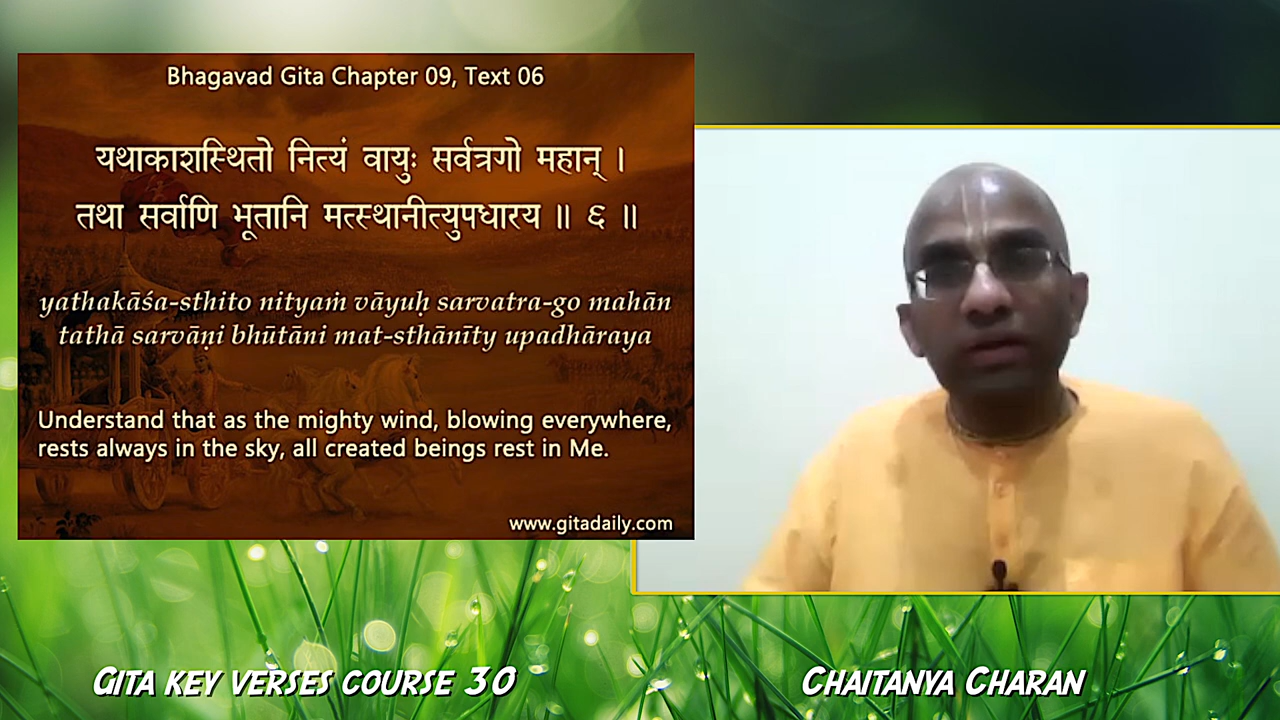 Bhagavad Gita Chapter 09, Text 06
यथाकाशस्थितो नित्यं वायुः सर्वत्रगो महान् ।
तथा सर्वाणि भूतानि मत्स्थानीत्युपधारय ॥ ६ ॥
yathakāśa-sthito nityaṁ vāyuḥ sarvatra-go mahān
tathā sarvāṇi bhūtāni mat-sthānīty upadhāraya
Understand that as the mighty wind, blowing everywhere,
rests always in the sky, all created beings rest in Me.
www.gitadaily.com
Gita key verses course 30
Chaitanya Charan